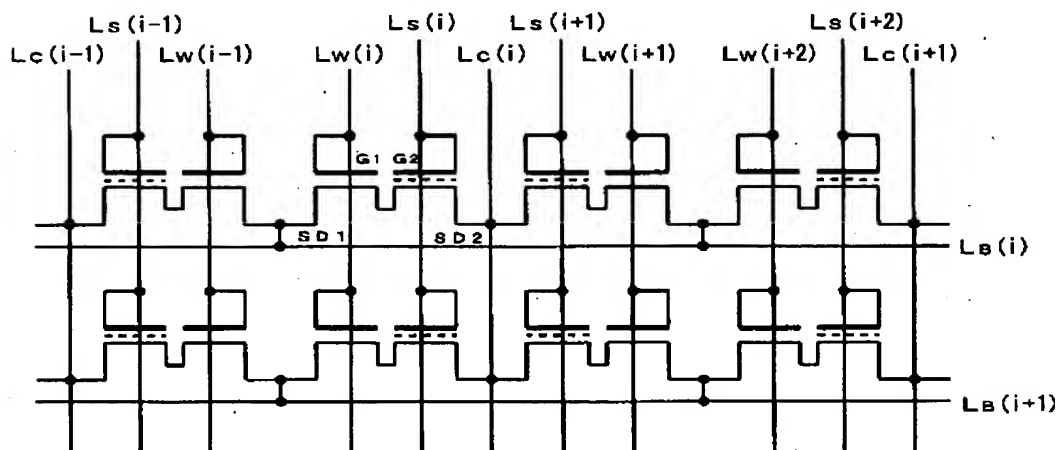 Ls(i-1) Ls(i) Ls(i+1) Ls(i+2)
Lc(i-1) Lw(i-1) Lw(i) Lc(i) Lw(i+1) Lw(i+2) Lc(i+1)
G1 G2
SD1 SD2
LB(i)
LB(i+1)